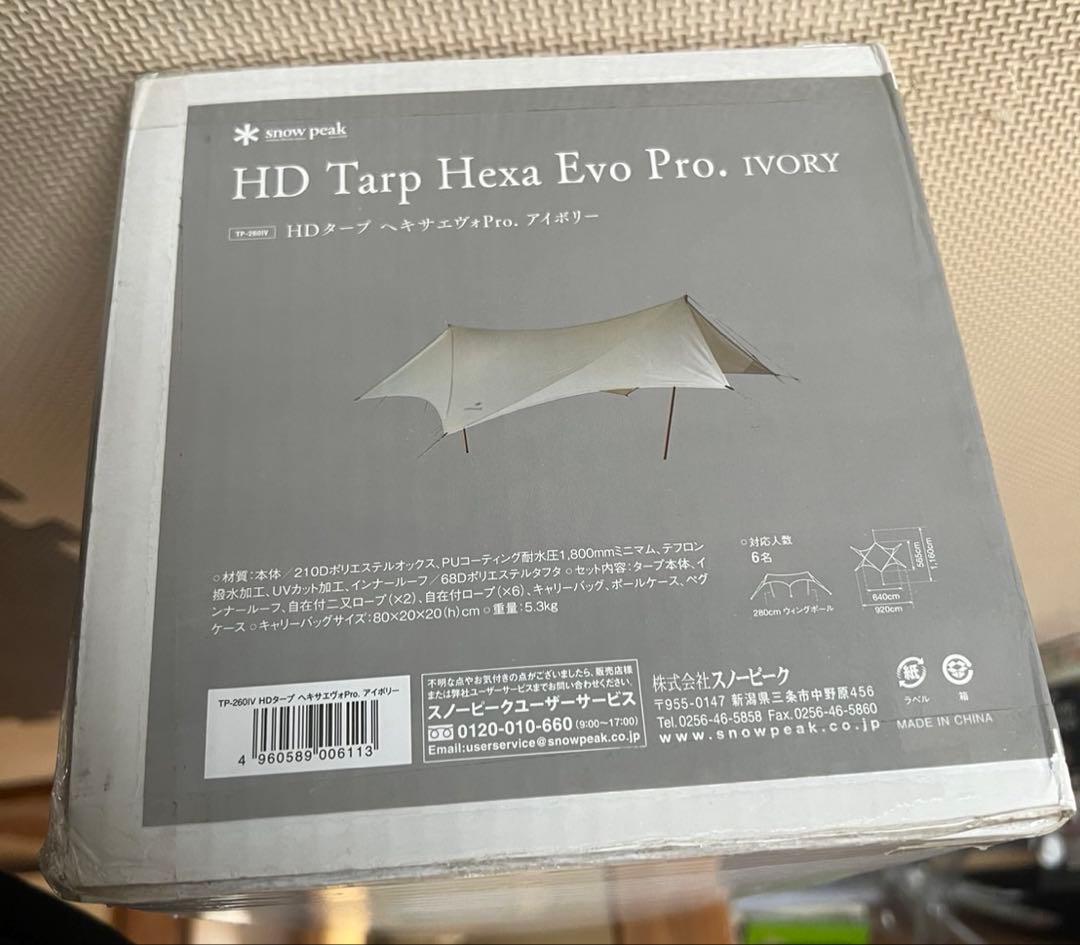 snow peak
HD Tarp Hexa Evo Pro. IVORY
TP-260IV HDタープ ヘキサエヴォPro. アイボリー
○材質:本体/210Dポリエステルオックス、PUコーティング耐水圧1,800mmミニマム、テフロン
撥水加工、UVカット加工、インナールーフ/68Dポリエステルタフタ ○セット内容:タープ本体、イ
ンナールーフ、自在付二又ロープ(×2)、自在付ロープ(×6)、キャリーバッグ、ポールケース、ペグ
ケース ○キャリーバッグサイズ:80×20×20(h)cm ○重量:5.3kg
○対応人数
6名
280cm ウィングポール
565cm
1,160cm
640cm
920cm
TP-260IV HDタープ ヘキサエヴォPro. アイボリー
4 960589 006113
不明な点やお気付きの点がございましたら、販売店様
または弊社ユーザーサービスまでお問い合わせください。
スノーピークユーザーサービス
0120-010-660(9:00~17:00)
Email:userservice@snowpeak.co.jp
株式会社スノーピーク
〒955-0147 新潟県三条市中野原456
Tel.0256-46-5858 Fax.0256-46-5860
www.snowpeak.co.jp
紙
ラベル
箱
MADE IN CHINA